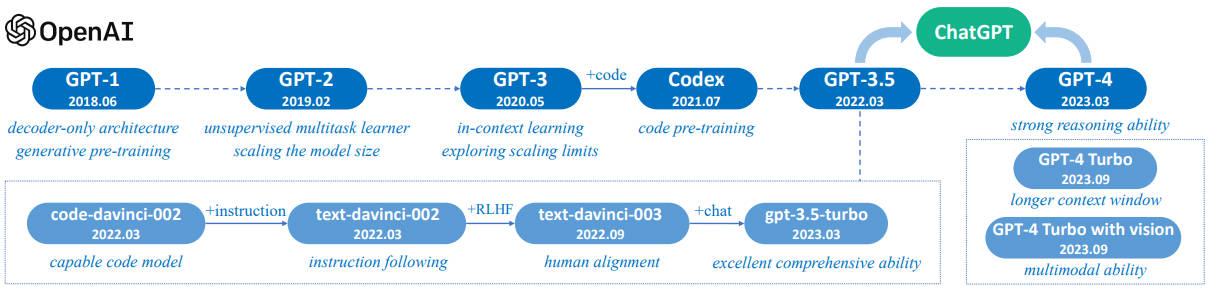 OpenAI
ChatGPT
GPT-1
2018.06
decoder-only architecture
generative pre-training
GPT-2
2019.02
unsupervised multitask learner
scaling the model size
GPT-3
2020.05
in-context learning
exploring scaling limits
+code
Codex
2021.07
code pre-training
GPT-3.5
2022.03
GPT-4
2023.03
strong reasoning ability
code-davinci-002
2022.03
capable code model
+instruction
text-davinci-002
2022.03
instruction following
+RLHF
text-davinci-003
2022.09
human alignment
+chat
gpt-3.5-turbo
2023.03
excellent comprehensive ability
GPT-4 Turbo
2023.09
longer context window
GPT-4 Turbo with vision
2023.09
multimodal ability